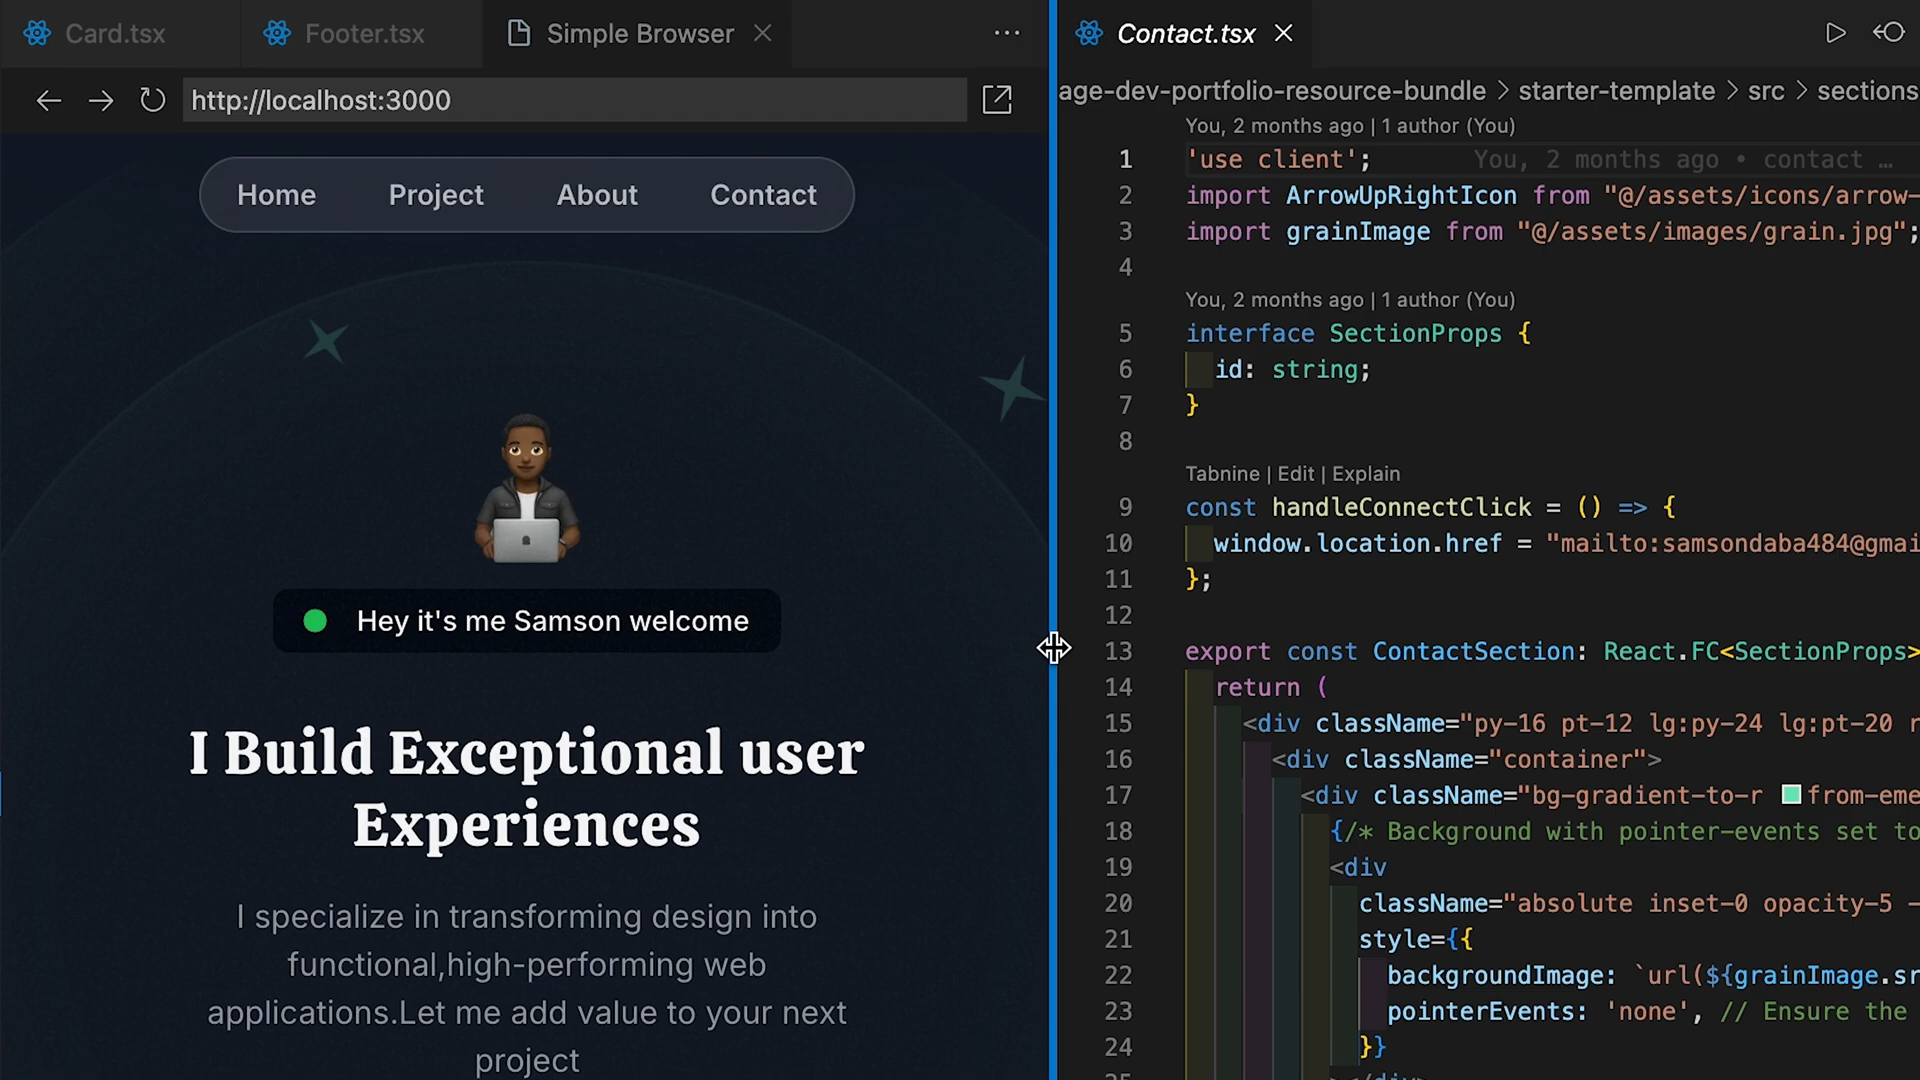 Card.tsx
Footer.tsx
Simple Browser
http://localhost:3000
Home Project About Contact
Hey it's me Samson welcome
I Build Exceptional user
Experiences
I specialize in transforming design into
functional,high-performing web
applications.Let me add value to your next
project
Contact.tsx
age-dev-portfolio-resource-bundle > starter-template > src > sections
You, 2 months ago | 1 author (You)
1 'use client'; You, 2 months ago • contact …
2 import ArrowUpRightIcon from "@/assets/icons/arrow-
3 import grainImage from "@/assets/images/grain.jpg";
4
You, 2 months ago | 1 author (You)
5 interface SectionProps {
6 id: string;
7 }
8
Tabnine | Edit | Explain
9 const handleConnectClick = () => {
10 window.location.href = "mailto:samsondaba484@gmai
11 };
12
13 export const ContactSection: React.FC<SectionProps>
14 return (
15 <div className="py-16 pt-12 lg:py-24 lg:pt-20 r
16 <div className="container">
17 <div className="bg-gradient-to-r from-eme
18 {/* Background with pointer-events set to
19 <div
20 className="absolute inset-0 opacity-5 -
21 style={{
22 backgroundImage: `url(${grainImage.sr
23 pointerEvents: 'none', // Ensure the
24 }}